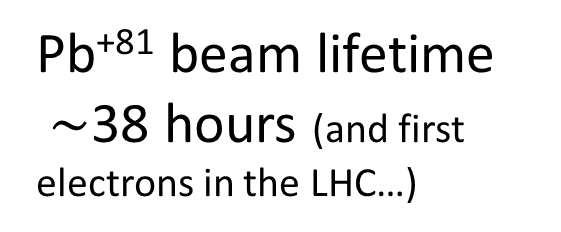 Pb⁺⁸¹ beam lifetime
~38 hours (and first
electrons in the LHC...)